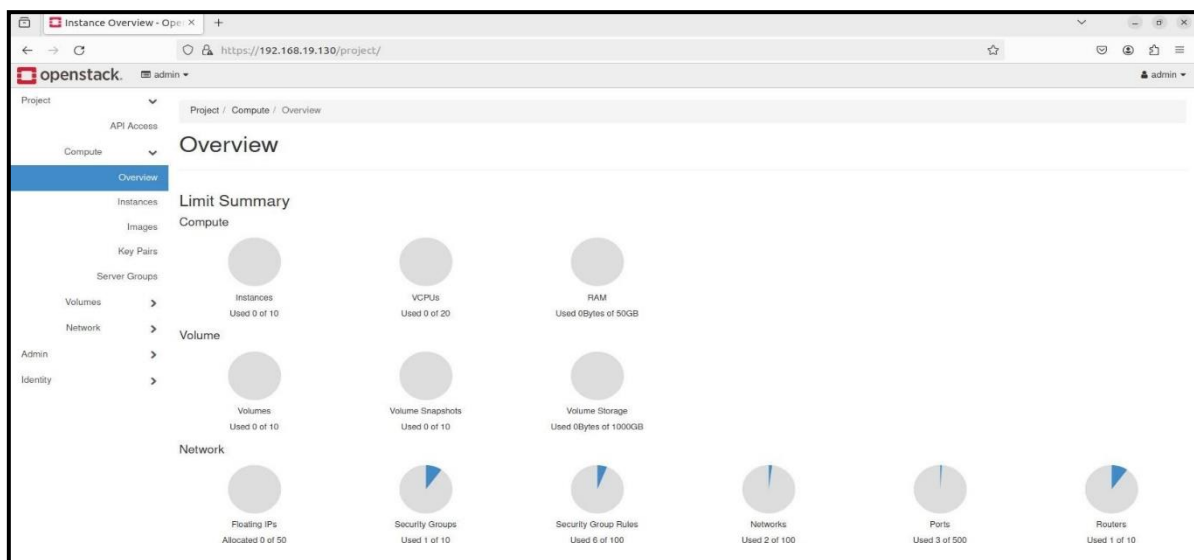 Instance Overview - Ope
https://192.168.19.130/project/
openstack. admin admin
Project
API Access
Compute
Overview
Instances
Images
Key Pairs
Server Groups
Volumes
Network
Admin
Identity
Project / Compute / Overview
Overview
Limit Summary
Compute
Instances VCPUs RAM
Used 0 of 10 Used 0 of 20 Used 0Bytes of 50GB
Volume
Volumes Volume Snapshots Volume Storage
Used 0 of 10 Used 0 of 10 Used 0Bytes of 1000GB
Network
Floating IPs Security Groups Security Group Rules Networks Ports Routers
Allocated 0 of 50 Used 1 of 10 Used 6 of 100 Used 2 of 100 Used 3 of 500 Used 1 of 10